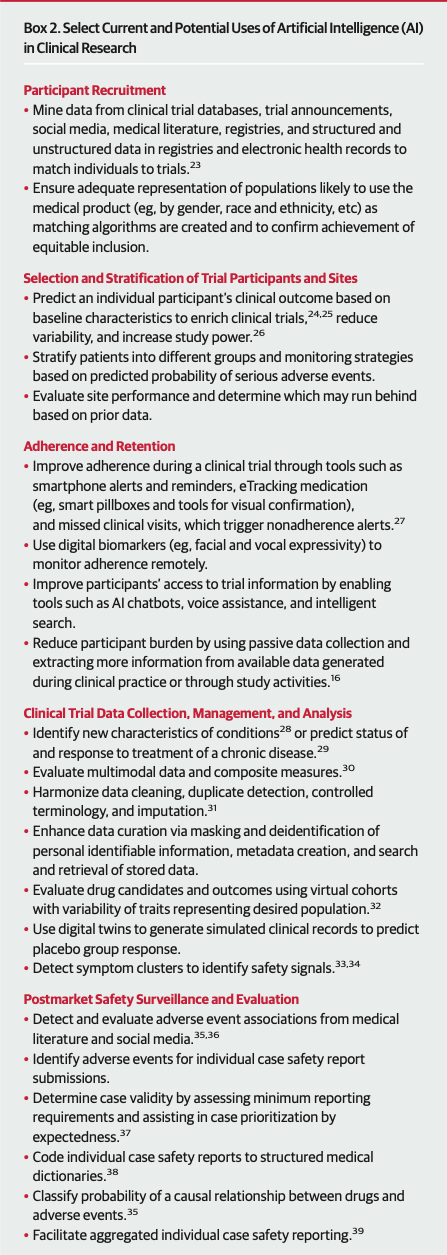 Box 2. Select Current and Potential Uses of Artificial Intelligence (AI)
in Clinical Research
Participant Recruitment
• Mine data from clinical trial databases, trial announcements,
social media, medical literature, registries, and structured and
unstructured data in registries and electronic health records to
match individuals to trials.23
• Ensure adequate representation of populations likely to use the
medical product (eg, by gender, race and ethnicity, etc) as
matching algorithms are created and to confirm achievement of
equitable inclusion.
Selection and Stratification of Trial Participants and Sites
• Predict an individual participant's clinical outcome based on
baseline characteristics to enrich clinical trials,24,25 reduce
variability, and increase study power.26
• Stratify patients into different groups and monitoring strategies
based on predicted probability of serious adverse events.
• Evaluate site performance and determine which may run behind
based on prior data.
Adherence and Retention
• Improve adherence during a clinical trial through tools such as
smartphone alerts and reminders, eTracking medication
(eg, smart pillboxes and tools for visual confirmation),
and missed clinical visits, which trigger nonadherence alerts.27
• Use digital biomarkers (eg, facial and vocal expressivity) to
monitor adherence remotely.
• Improve participants' access to trial information by enabling
tools such as AI chatbots, voice assistance, and intelligent
search.
• Reduce participant burden by using passive data collection and
extracting more information from available data generated
during clinical practice or through study activities.16
Clinical Trial Data Collection, Management, and Analysis
• Identify new characteristics of conditions28 or predict status of
and response to treatment of a chronic disease.29
• Evaluate multimodal data and composite measures.30
• Harmonize data cleaning, duplicate detection, controlled
terminology, and imputation.31
• Enhance data curation via masking and deidentification of
personal identifiable information, metadata creation, and search
and retrieval of stored data.
• Evaluate drug candidates and outcomes using virtual cohorts
with variability of traits representing desired population.32
• Use digital twins to generate simulated clinical records to predict
placebo group response.
• Detect symptom clusters to identify safety signals.33,34
Postmarket Safety Surveillance and Evaluation
• Detect and evaluate adverse event associations from medical
literature and social media.35,36
• Identify adverse events for individual case safety report
submissions.
• Determine case validity by assessing minimum reporting
requirements and assisting in case prioritization by
expectedness.37
• Code individual case safety reports to structured medical
dictionaries.38
• Classify probability of a causal relationship between drugs and
adverse events.35
• Facilitate aggregated individual case safety reporting.39